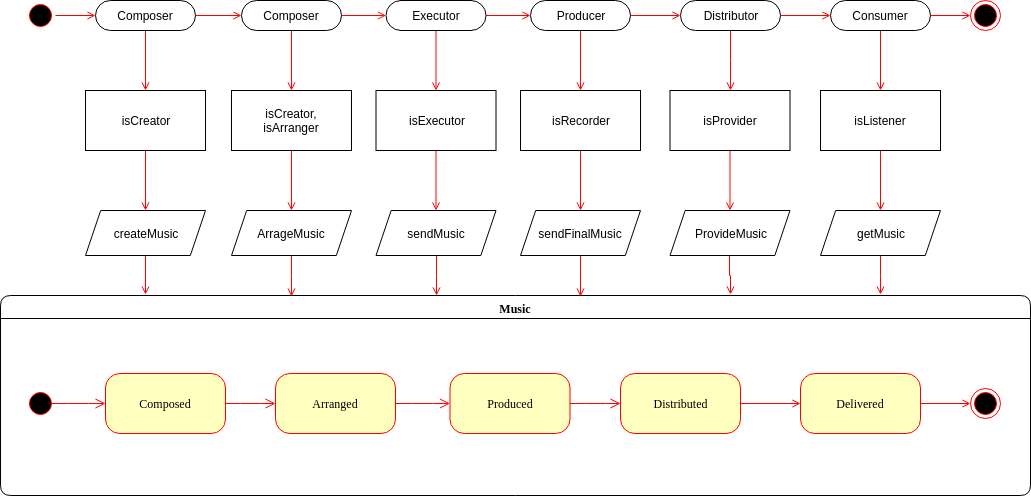 Composer
Composer
Executor
Producer
Distributor
Consumer
isCreator
isCreator,
isArranger
isExecutor
isRecorder
isProvider
isListener
createMusic
ArrageMusic
sendMusic
sendFinalMusic
ProvideMusic
getMusic
Music
Composed
Arranged
Produced
Distributed
Delivered